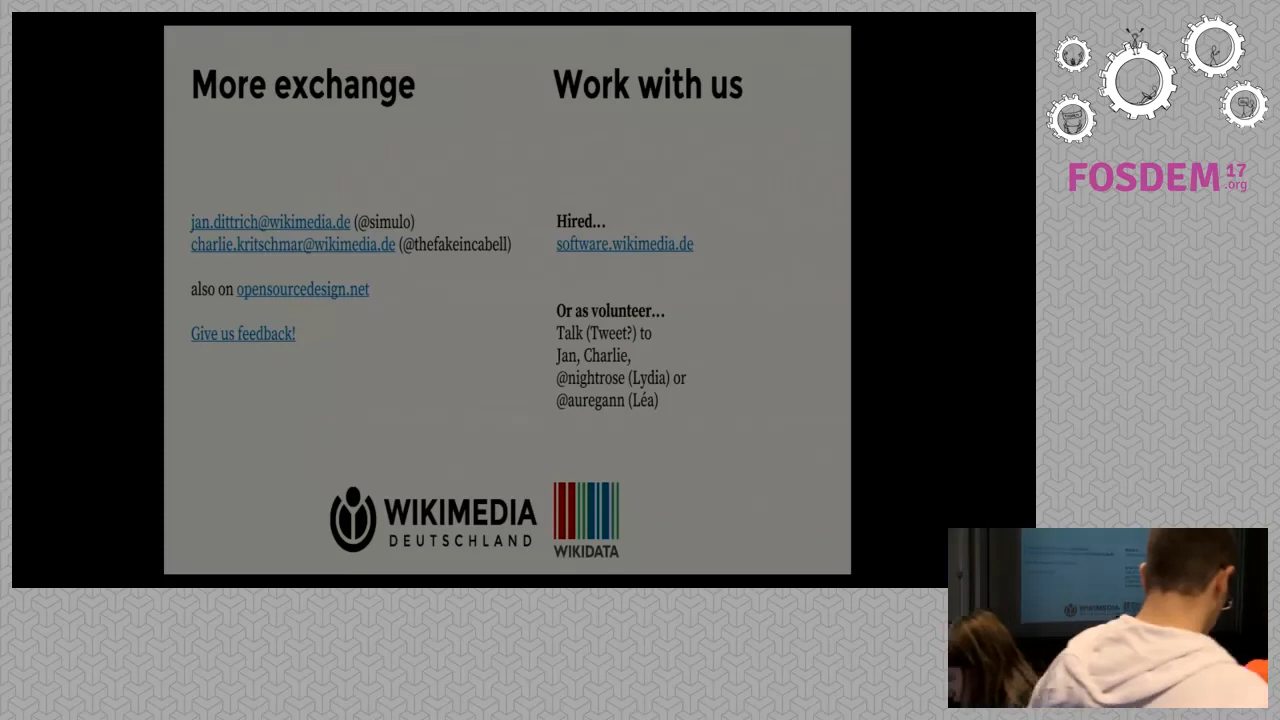 More exchange
jan.dittrich@wikimedia.de (@simulo)
charlie.kritschmar@wikimedia.de (@thefakeincabell)
also on opensourcedesign.net
Give us feedback!
Work with us
Hired...
software.wikimedia.de
Or as volunteer...
Talk (Tweet?) to
Jan, Charlie,
@nightrose (Lydia) or
@auregann (Léa)
WIKIMEDIA
DEUTSCHLAND
WIKIDATA
FOSDEM 17
.org
WIKIMEDIA